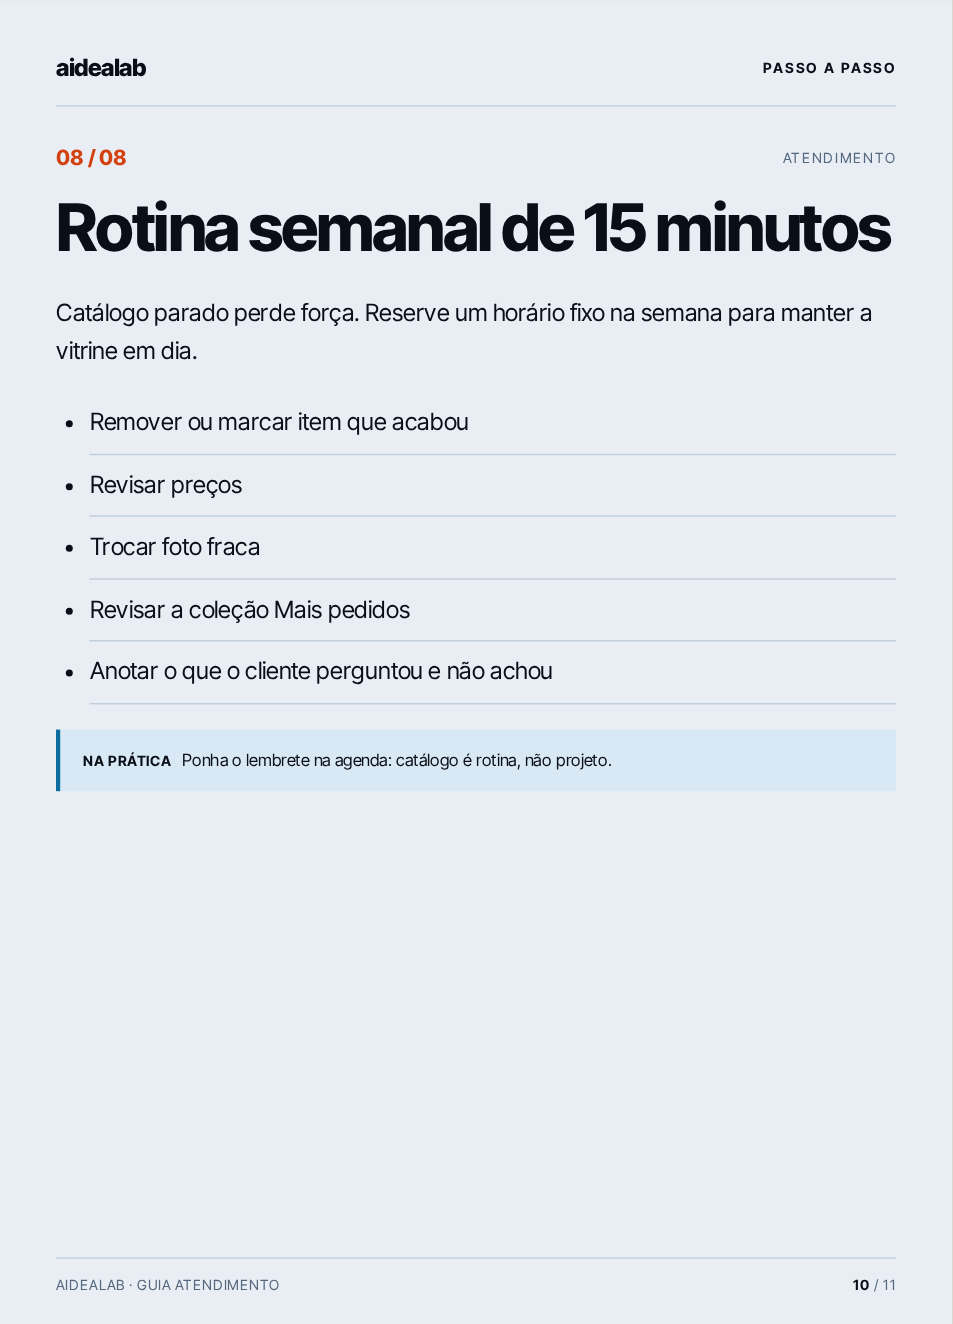 aidealab
PASSO A PASSO
08 / 08
ATENDIMENTO
Rotina semanal de 15 minutos
Catálogo parado perde força. Reserve um horário fixo na semana para manter a
vitrine em dia.
• Remover ou marcar item que acabou
• Revisar preços
• Trocar foto fraca
• Revisar a coleção Mais pedidos
• Anotar o que o cliente perguntou e não achou
NA PRÁTICA Ponha o lembrete na agenda: catálogo é rotina, não projeto.
AIDEALAB · GUIA ATENDIMENTO
10 / 11